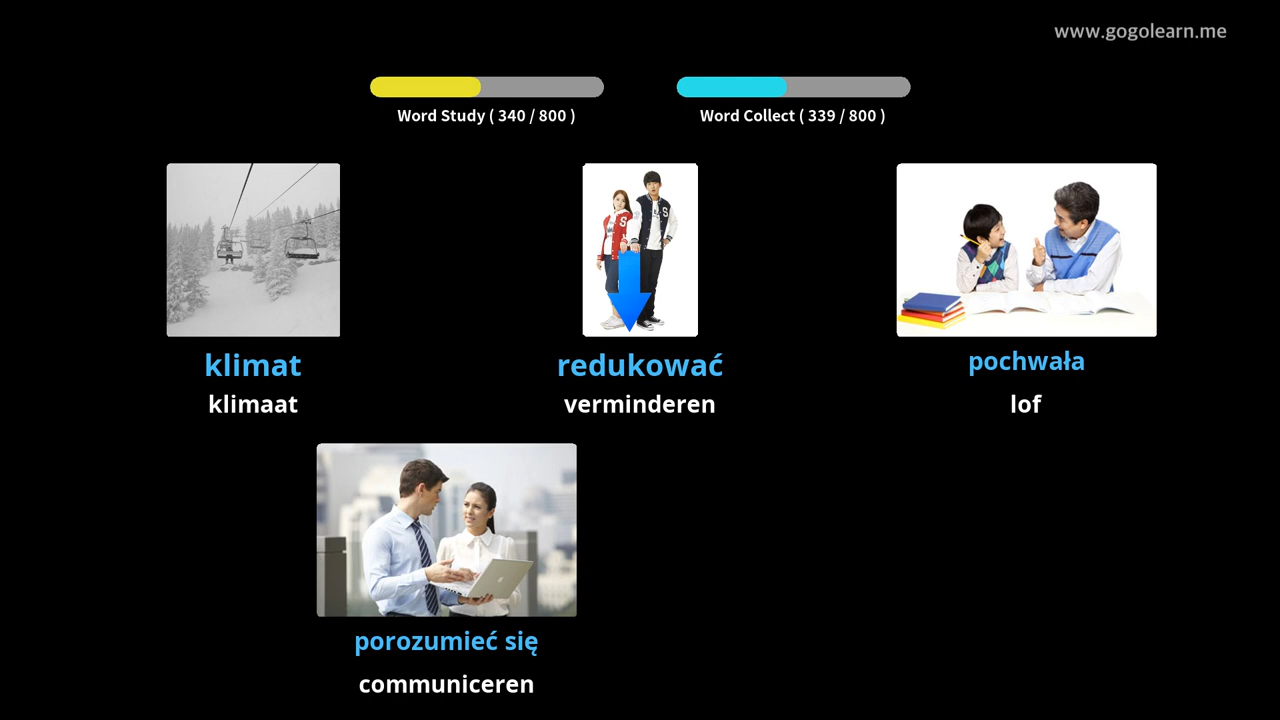 www.gogolearn.me
Word Study ( 340 / 800 )
Word Collect ( 339 / 800 )
S
S
klimat
klimaat
redukować
verminderen
pochwała
lof
porozumieć się
communiceren